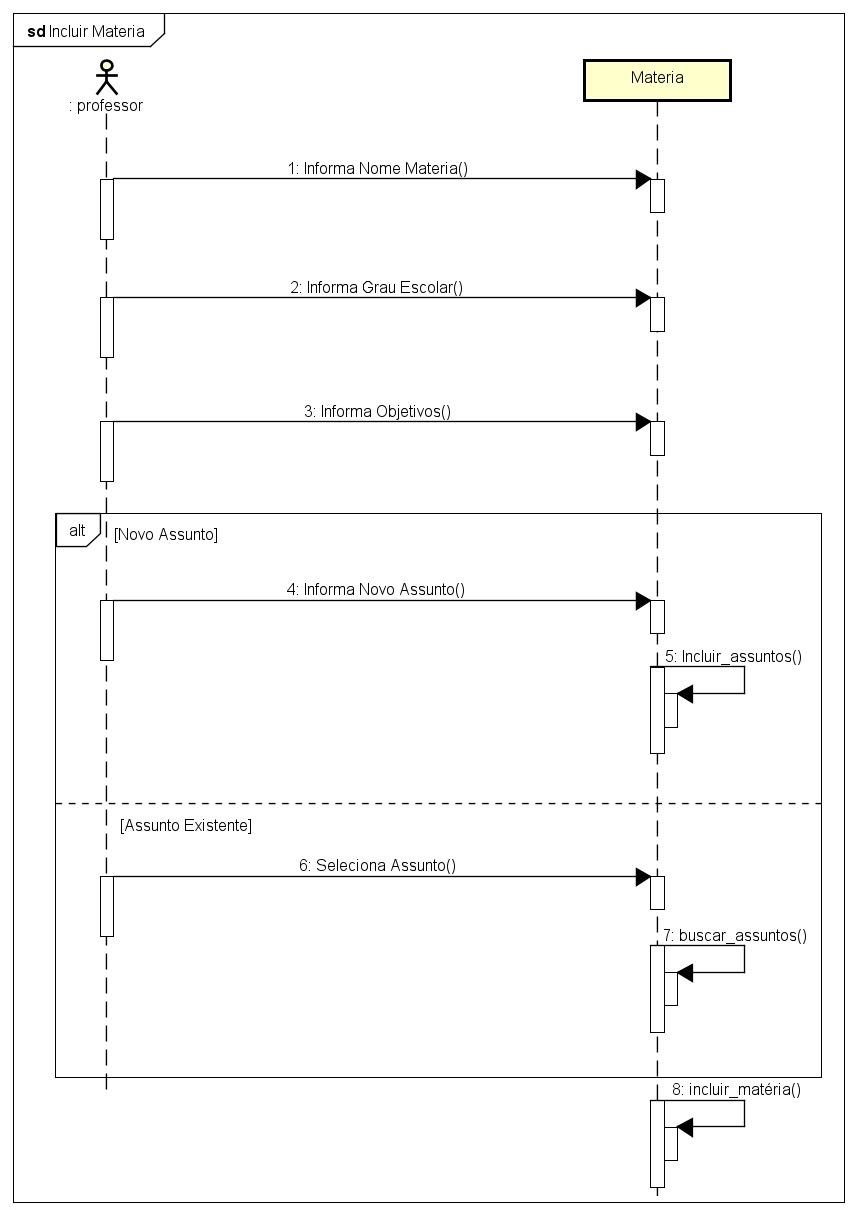 sd Incluir Materia
: professor
Materia
1: Informa Nome Materia()
2: Informa Grau Escolar()
3: Informa Objetivos()
alt
[Novo Assunto]
4: Informa Novo Assunto()
5: Incluir_assuntos()
[Assunto Existente]
6: Seleciona Assunto()
7: buscar_assuntos()
8: incluir_matéria()